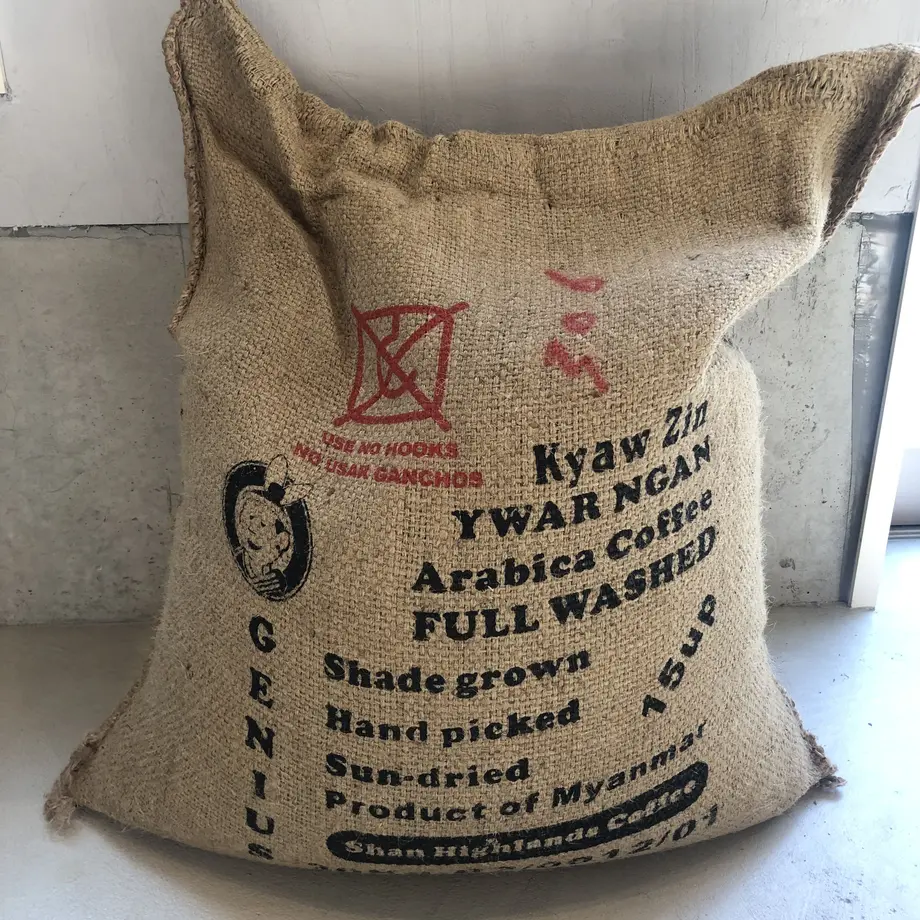 306
USE NO HOOKS
NO USAR GANCHOS
Kyaw Zin
YWAR NGAN
Arabica Coffee
FULL WASHED
15up
GENIUS
Shade grown
Hand picked
Sun-dried
Product of Myanmar
Shan Highlands Coffee